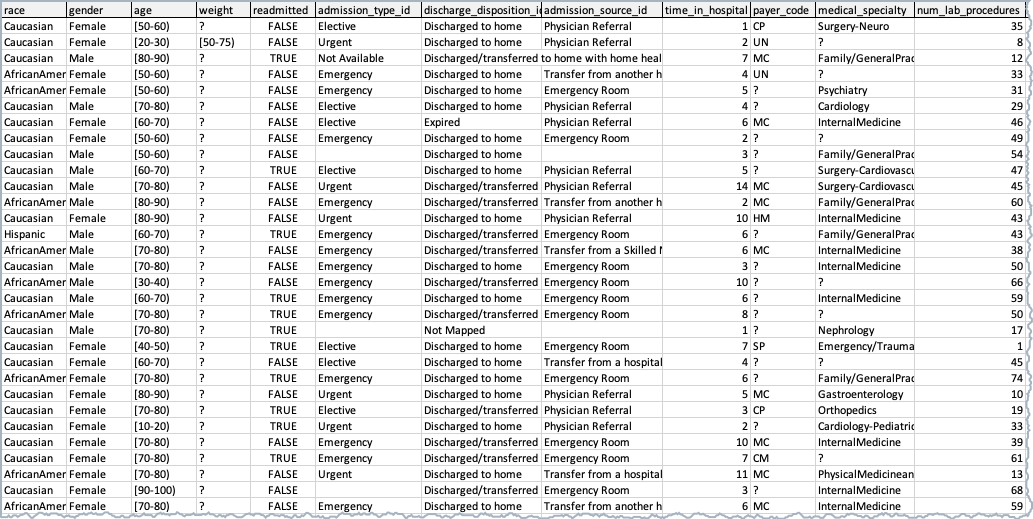 race gender age weight readmitted admission_type_id discharge_disposition_id admission_source_id time_in_hospital payer_code medical_specialty num_lab_procedures
Caucasian Female [50-60) ? FALSE Elective Discharged to home Physician Referral 1 CP Surgery-Neuro 35
Caucasian Female [20-30) [50-75) FALSE Urgent Discharged to home Physician Referral 2 UN ? 8
Caucasian Male [80-90) ? TRUE Not Available Discharged/transferred to home with home heal 7 MC Family/GeneralPrac 12
AfricanAmer Female [50-60) ? FALSE Emergency Discharged to home Transfer from another h 4 UN ? 33
AfricanAmer Female [50-60) ? FALSE Emergency Discharged to home Emergency Room 5 ? Psychiatry 31
Caucasian Male [70-80) ? FALSE Elective Discharged to home Physician Referral 4 ? Cardiology 29
Caucasian Female [60-70) ? FALSE Elective Expired Physician Referral 6 MC InternalMedicine 46
Caucasian Female [50-60) ? FALSE Emergency Discharged to home Emergency Room 2 ? ? 49
Caucasian Male [50-60) ? FALSE Discharged to home 3 ? Family/GeneralPrac 54
Caucasian Male [60-70) ? TRUE Elective Discharged to home Physician Referral 5 ? Surgery-Cardiovascu 47
Caucasian Male [70-80) ? FALSE Urgent Discharged/transferred Physician Referral 14 MC Surgery-Cardiovascu 45
AfricanAmer Male [80-90) ? FALSE Emergency Discharged/transferred Transfer from another h 2 MC Family/GeneralPrac 60
Caucasian Female [80-90) ? FALSE Urgent Discharged to home Physician Referral 10 HM InternalMedicine 43
Hispanic Male [60-70) ? TRUE Emergency Discharged/transferred Emergency Room 6 ? Family/GeneralPrac 43
AfricanAmer Male [70-80) ? FALSE Emergency Discharged/transferred Transfer from a Skilled N 6 MC InternalMedicine 38
Caucasian Male [70-80) ? FALSE Emergency Discharged to home Emergency Room 3 ? InternalMedicine 50
AfricanAmer Male [30-40) ? FALSE Emergency Discharged/transferred Emergency Room 10 ? ? 66
Caucasian Male [60-70) ? TRUE Emergency Discharged to home Emergency Room 6 ? InternalMedicine 59
AfricanAmer Male [70-80) ? TRUE Emergency Discharged/transferred Emergency Room 8 ? ? 50
Caucasian Male [70-80) ? TRUE Not Mapped 1 ? Nephrology 17
Caucasian Female [40-50) ? TRUE Elective Discharged to home Emergency Room 7 SP Emergency/Trauma 1
Caucasian Female [60-70) ? FALSE Elective Discharged to home Transfer from a hospital 4 ? ? 45
AfricanAmer Female [70-80) ? TRUE Emergency Discharged to home Emergency Room 6 ? Family/GeneralPrac 74
Caucasian Female [80-90) ? FALSE Urgent Discharged to home Physician Referral 5 MC Gastroenterology 10
Caucasian Female [70-80) ? TRUE Elective Discharged/transferred Physician Referral 3 CP Orthopedics 19
Caucasian Female [10-20) ? TRUE Urgent Discharged to home Physician Referral 2 ? Cardiology-Pediatric 33
Caucasian Female [70-80) ? FALSE Emergency Discharged/transferred Emergency Room 10 MC InternalMedicine 39
Caucasian Female [70-80) ? TRUE Emergency Discharged/transferred Emergency Room 7 CM ? 61
AfricanAmer Female [70-80) ? FALSE Urgent Discharged to home Transfer from a hospital 11 MC PhysicalMedicinean 13
Caucasian Female [90-100) ? FALSE Discharged/transferred Emergency Room 3 ? InternalMedicine 68
AfricanAmer Female [70-80) ? FALSE Emergency Discharged to home Transfer from another h 6 MC InternalMedicine 59